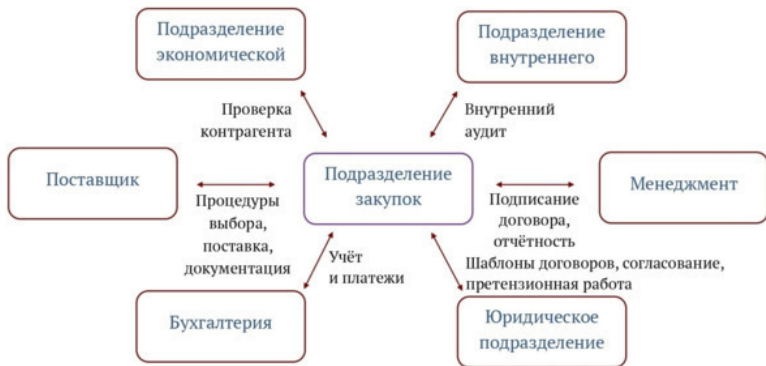 Подразделение
экономической
Подразделение
внутреннего
Проверка
контрагента
Внутренний
аудит
Поставщик
Подразделение
закупок
Менеджмент
Процедуры
выбора,
поставка,
документация
Подписание
договора,
отчётность
Учёт
и платежи
Шаблоны договоров, согласование,
претензионная работа
Бухгалтерия
Юридическое
подразделение